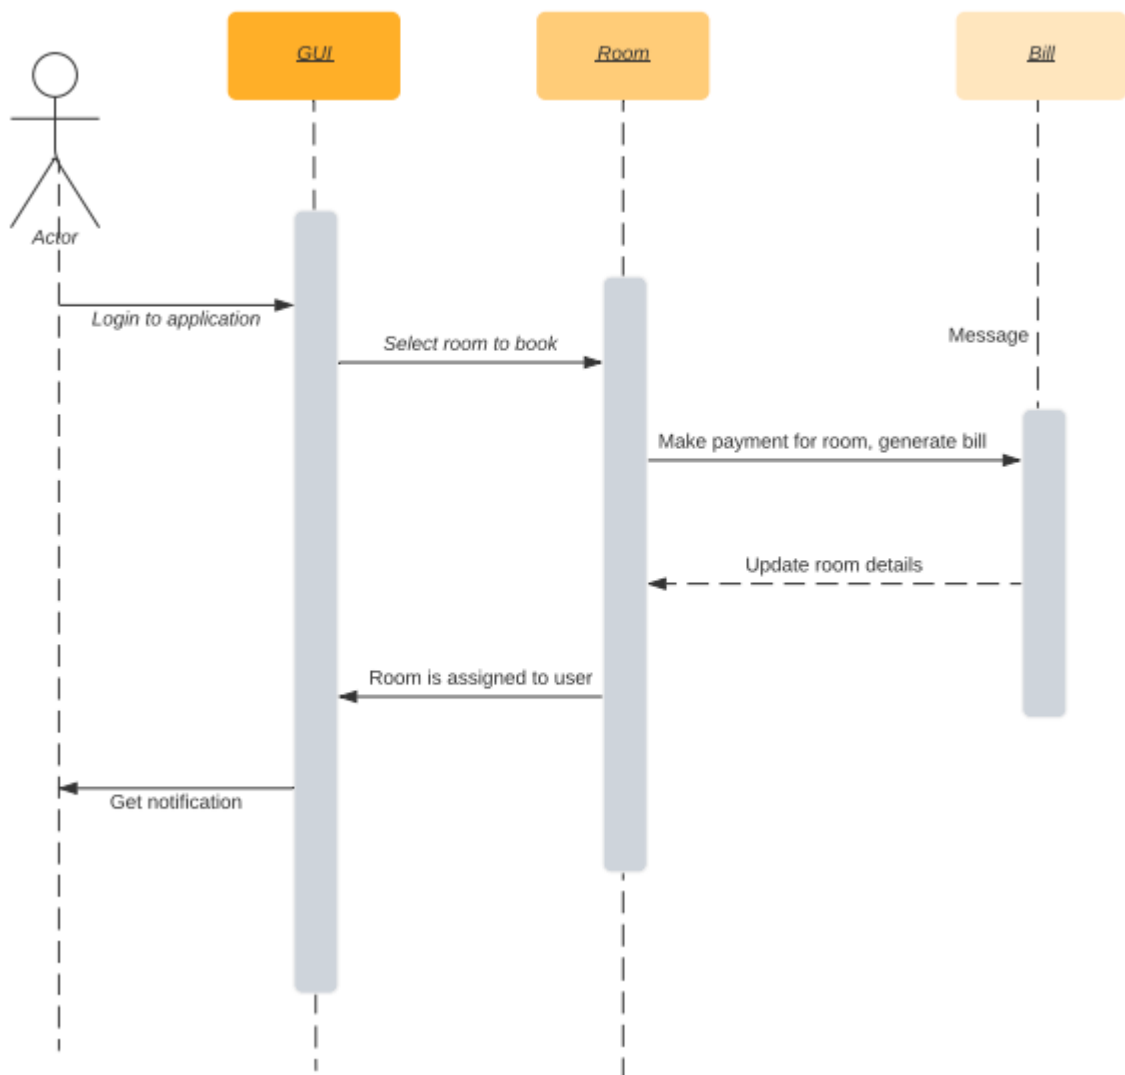 GUI
Room
Bill
Actor
Login to application
Select room to book
Message
Make payment for room, generate bill
Update room details
Room is assigned to user
Get notification